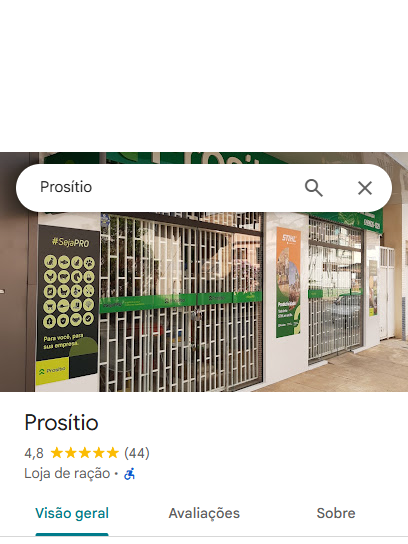 Prosítio
#SejaPRO
STIHL
Para você, para
sua empresa.
Prosítio
Prosítio
4,8 (44)
Loja de ração ·
Visão geral
Avaliações
Sobre